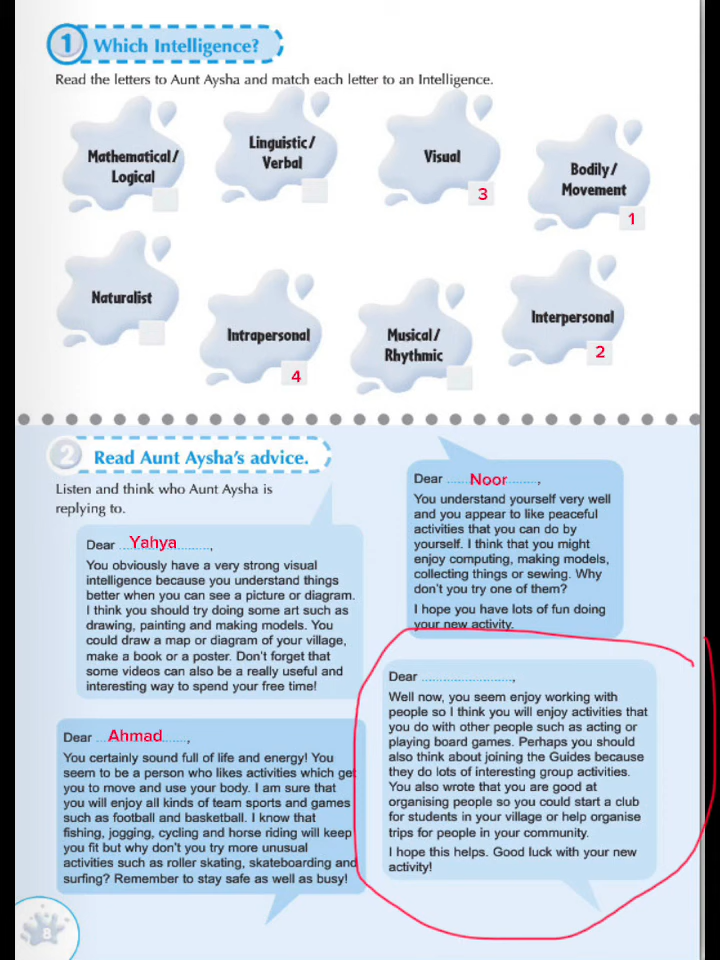 1 Which Intelligence?
Read the letters to Aunt Aysha and match each letter to an Intelligence.
Mathematical/
Logical
Linguistic/
Verbal
Visual
3
Bodily/
Movement
1
Naturalist
Intrapersonal
4
Musical/
Rhythmic
Interpersonal
2
2 Read Aunt Aysha's advice.
Listen and think who Aunt Aysha is
replying to.
Dear ...Yahya............,
You obviously have a very strong visual
intelligence because you understand things
better when you can see a picture or diagram.
I think you should try doing some art such as
drawing, painting and making models. You
could draw a map or diagram of your village,
make a book or a poster. Don't forget that
some videos can also be a really useful and
interesting way to spend your free time!
Dear ...Ahmad......,
You certainly sound full of life and energy! You
seem to be a person who likes activities which get
you to move and use your body. I am sure that
you will enjoy all kinds of team sports and games
such as football and basketball. I know that
fishing, jogging, cycling and horse riding will keep
you fit but why don't you try more unusual
activities such as roller skating, skateboarding and
surfing? Remember to stay safe as well as busy!
Dear ......Noor........,
You understand yourself very well
and you appear to like peaceful
activities that you can do by
yourself. I think that you might
enjoy computing, making models,
collecting things or sewing. Why
don't you try one of them?
I hope you have lots of fun doing
your new activity.
Dear ............................,
Well now, you seem enjoy working with
people so I think you will enjoy activities that
you do with other people such as acting or
playing board games. Perhaps you should
also think about joining the Guides because
they do lots of interesting group activities.
You also wrote that you are good at
organising people so you could start a club
for students in your village or help organise
trips for people in your community.
I hope this helps. Good luck with your new
activity!
8